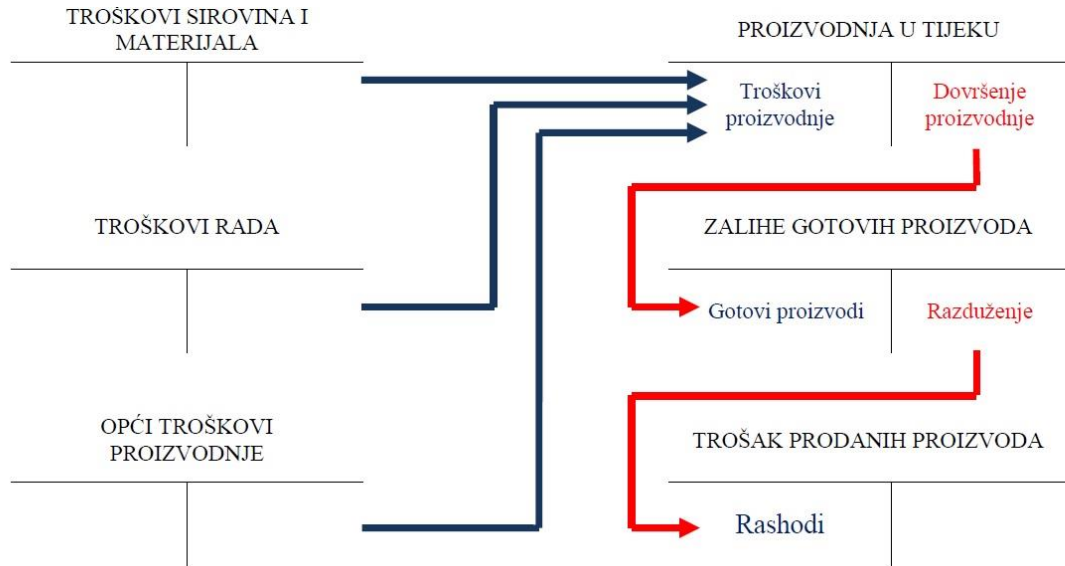 TROŠKOVI SIROVINA I
MATERIJALA
PROIZVODNJA U TIJEKU
Troškovi
proizvodnje
Dovršenje
proizvodnje
TROŠKOVI RADA
ZALIHE GOTOVIH PROIZVODA
Gotovi proizvodi
Razduženje
OPĆI TROŠKOVI
PROIZVODNJE
TROŠAK PRODANIH PROIZVODA
Rashodi